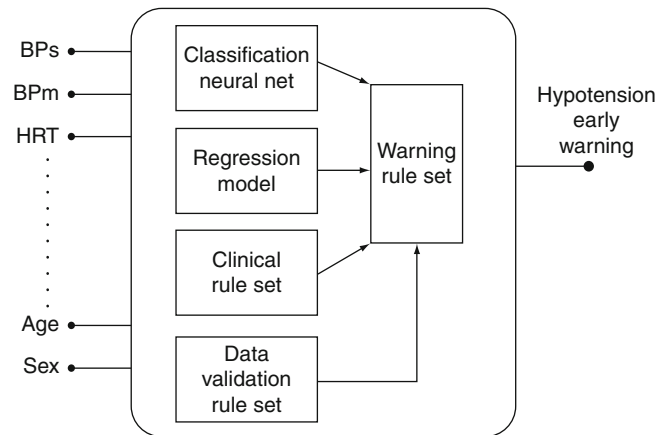 BPs
BPm
HRT
Age
Sex
Classification
neural net
Regression
model
Clinical
rule set
Data
validation
rule set
Warning
rule set
Hypotension
early
warning